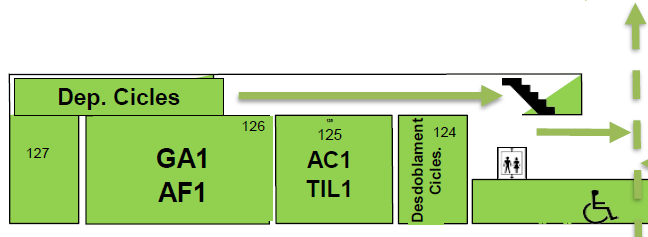 Dep. Cicles
127
126
GA1
AF1
125
AC1
TIL1
124
Desdoblament
Cicles.